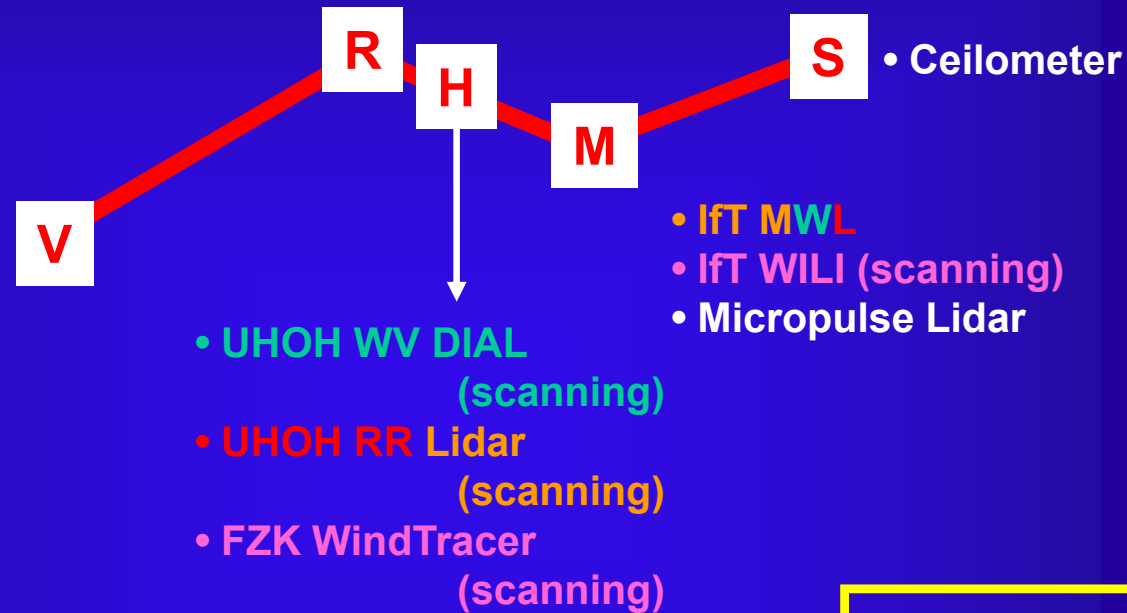 R
H
S
• Ceilometer
M
V
• IfT MWL
• IfT WILI (scanning)
• Micropulse Lidar
• UHOH WV DIAL
(scanning)
• UHOH RR Lidar
(scanning)
• FZK WindTracer
(scanning)